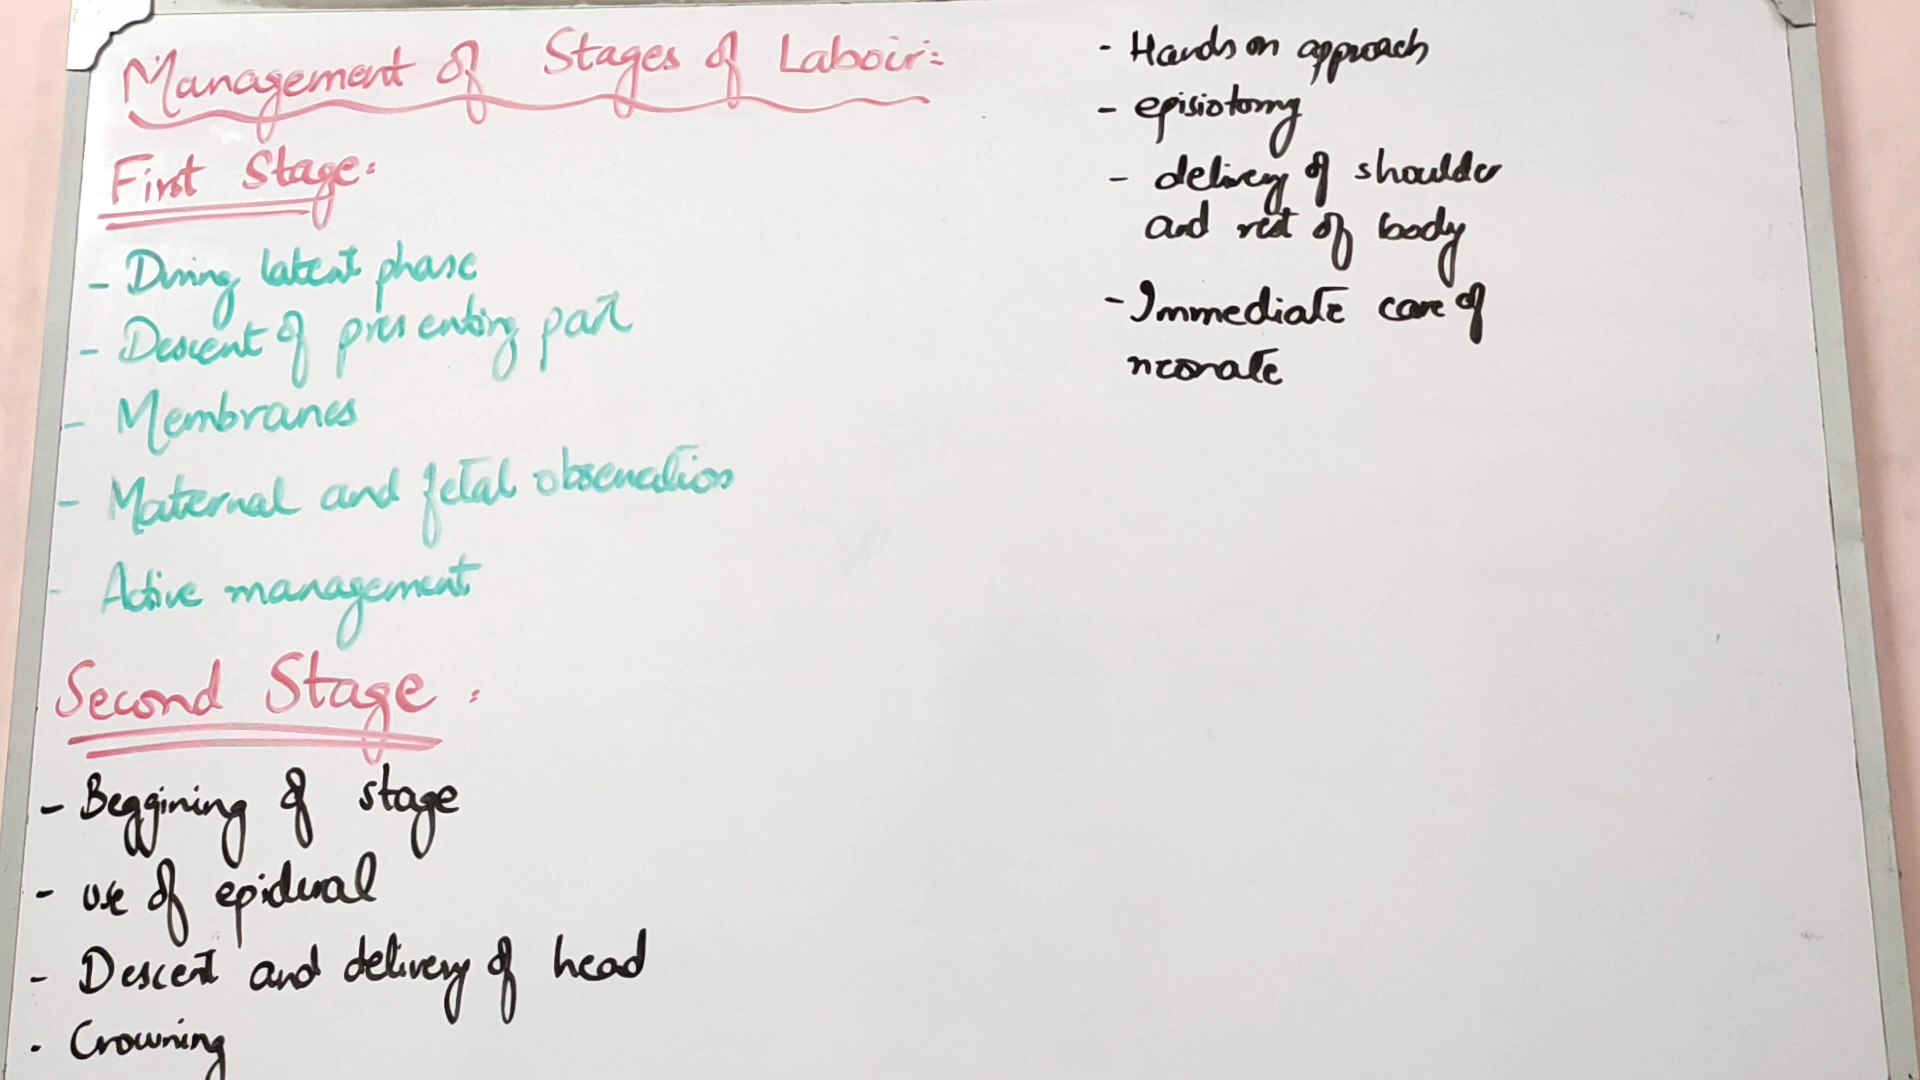 Management of Stages of Labour:
First Stage:
- During latent phase
- Descent of presenting part
- Membranes
- Maternal and fetal observation
- Active management
Second Stage:
- Beggining of stage
- use of epidural
- Descent and delivery of head
- Crowning
- Hands on approach
- episiotomy
- delivery of shoulder
and rest of body
- Immediate care of
neonate